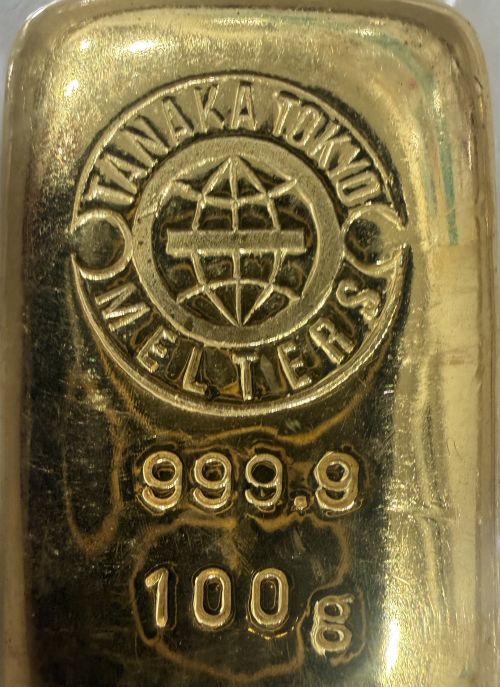 TANAKA TOKYO
MELTERS
999.9
100g